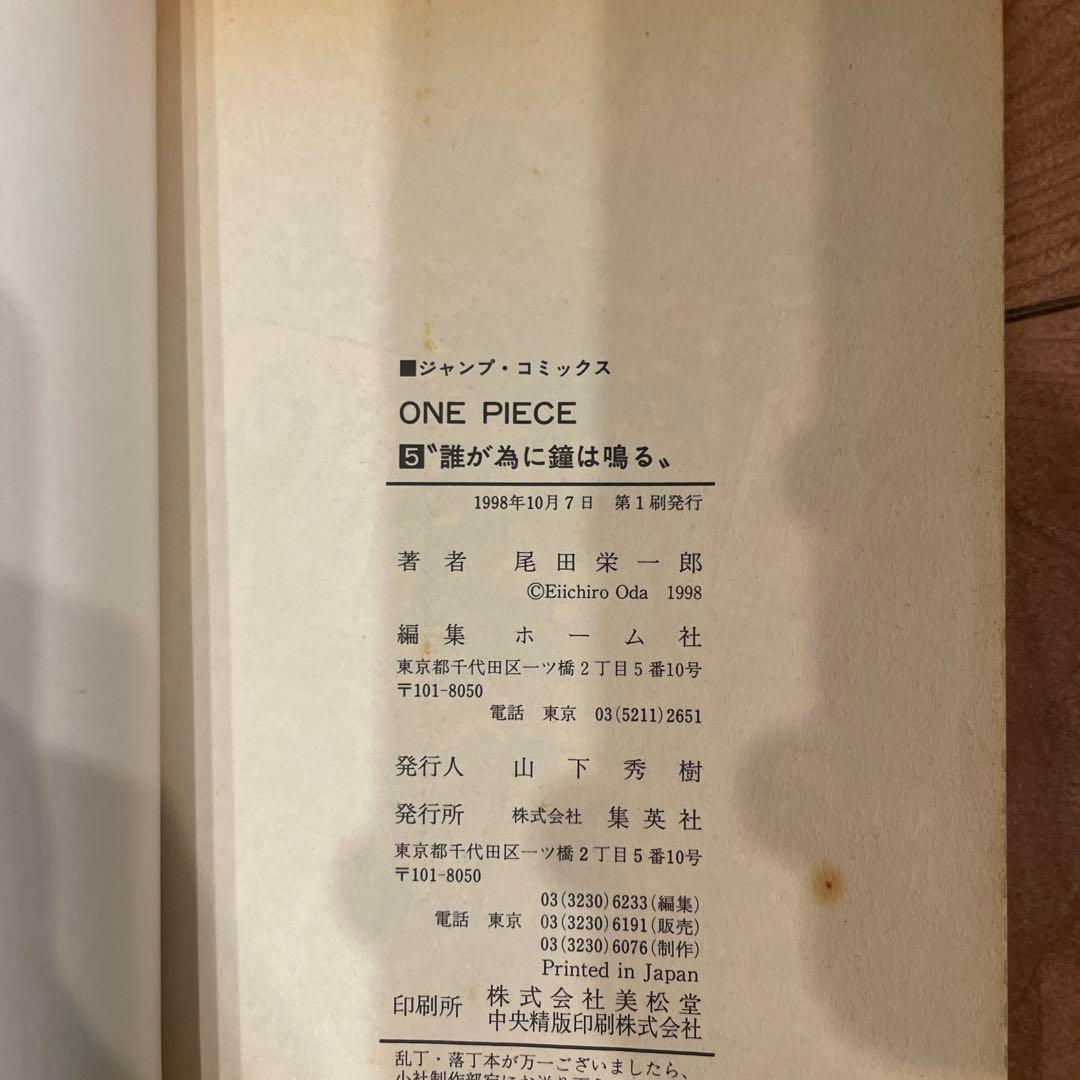 ■ジャンプ・コミックス
ONE PIECE
5〝誰が為に鐘は鳴る〟
1998年10月7日 第1刷発行
著者 尾田栄一郎
©Eiichiro Oda 1998
編集 ホーム社
東京都千代田区一ツ橋2丁目5番10号
〒101-8050
電話 東京 03(5211)2651
発行人 山下秀樹
発行所 株式会社 集英社
東京都千代田区一ツ橋2丁目5番10号
〒101-8050
03(3230)6233(編集)
電話 東京 03(3230)6191(販売)
03(3230)6076(制作)
Printed in Japan
印刷所 株式会社美松堂
中央精版印刷株式会社
乱丁・落丁本が万一ございましたら、